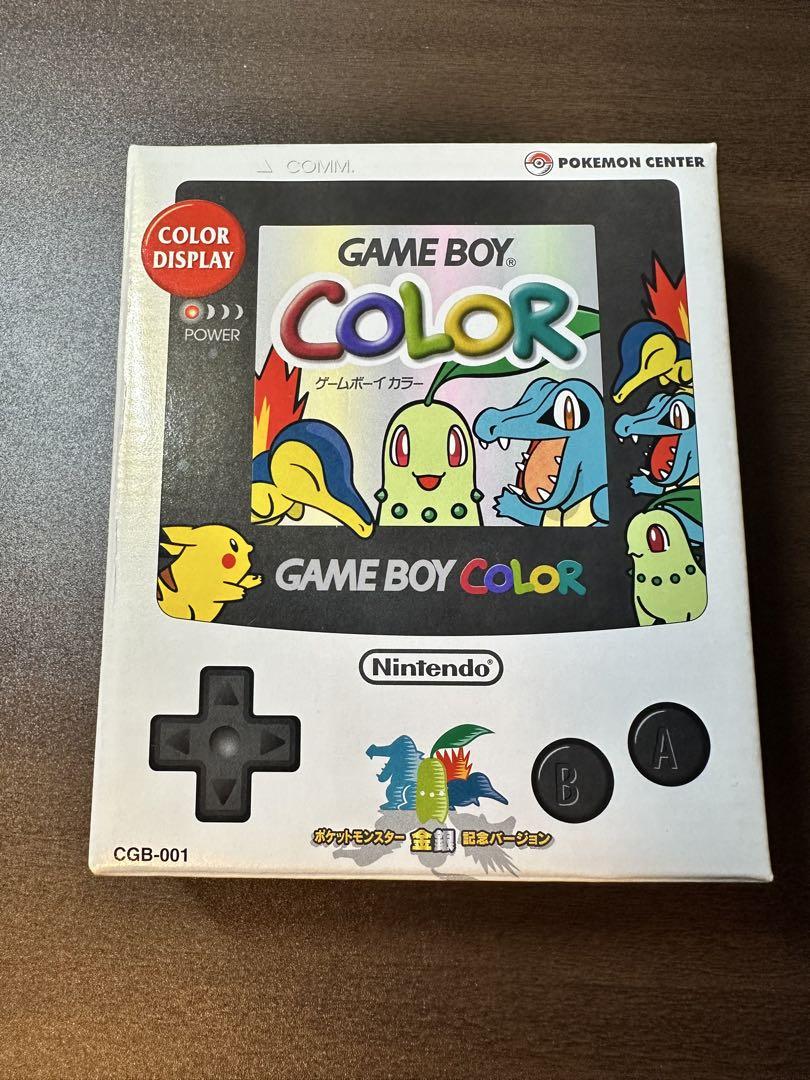 COMM.
POKEMON CENTER
COLOR
DISPLAY
POWER
GAME BOY®
COLOR
ゲームボーイカラー
GAME BOY COLOR
Nintendo®
B
A
ポケットモンスター 金銀 記念バージョン
CGB-001